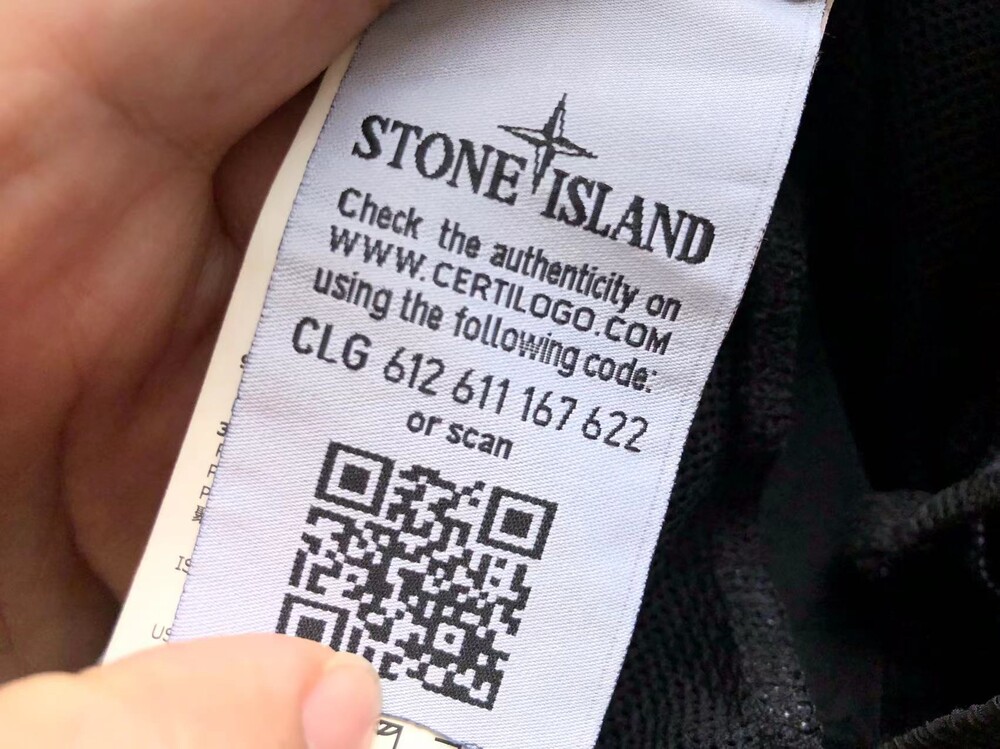 STONE ISLAND
Check the authenticity on
WWW.CERTILOGO.COM
using the following code:
CLG 612 611 167 622
or scan